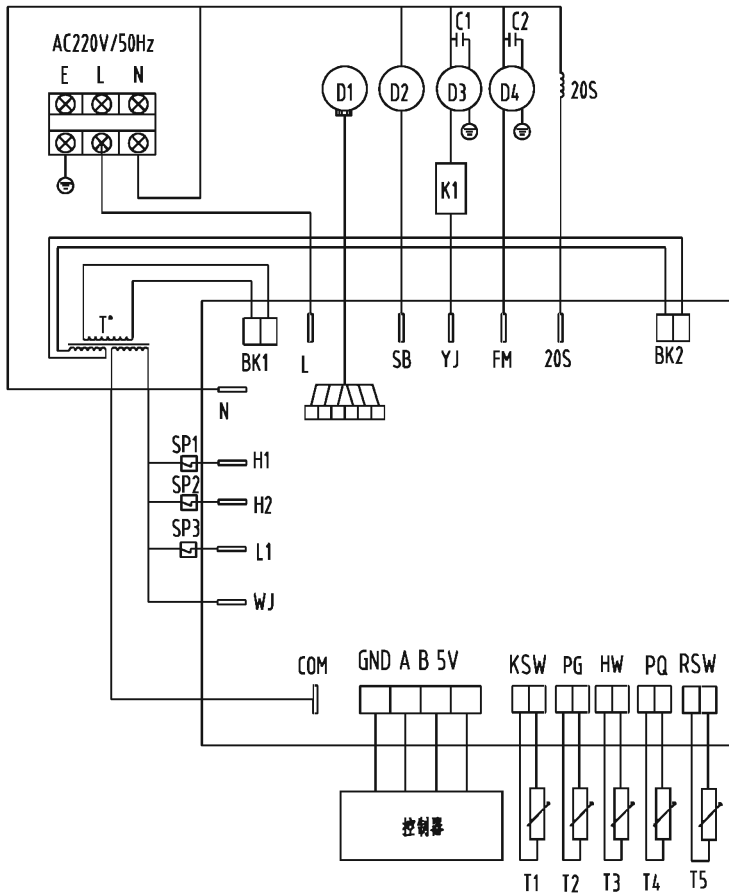 AC220V/50Hz
E L N
C1 C2
D1 D2 D3 D4 20S
K1
T*
BK1 L SB YJ FM 20S BK2
N
SP1
H1
SP2
H2
SP3
L1
WJ
COM GND A B 5V KSW PG HW PQ RSW
控制器
T1 T2 T3 T4 T5